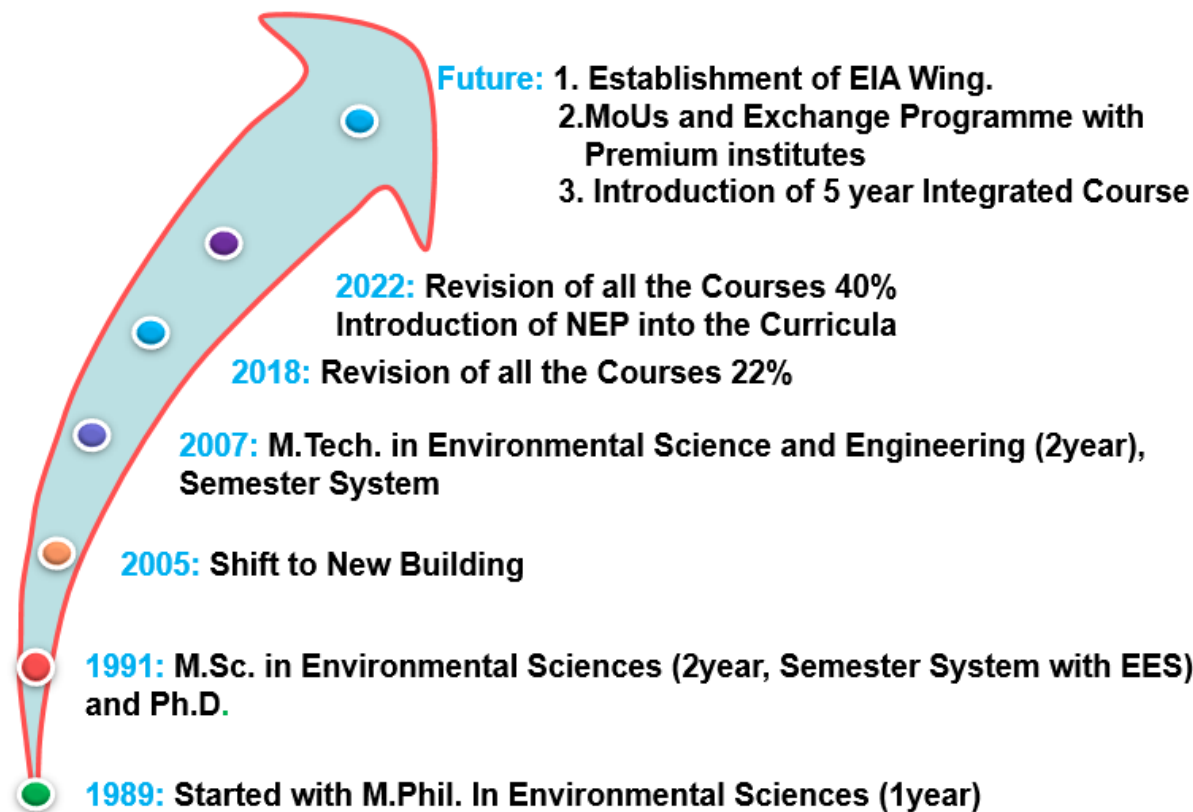 Future: 1. Establishment of EIA Wing.
2.MoUs and Exchange Programme with
Premium institutes
3. Introduction of 5 year Integrated Course
2022: Revision of all the Courses 40%
Introduction of NEP into the Curricula
2018: Revision of all the Courses 22%
2007: M.Tech. in Environmental Science and Engineering (2year),
Semester System
2005: Shift to New Building
1991: M.Sc. in Environmental Sciences (2year, Semester System with EES)
and Ph.D.
1989: Started with M.Phil. In Environmental Sciences (1year)